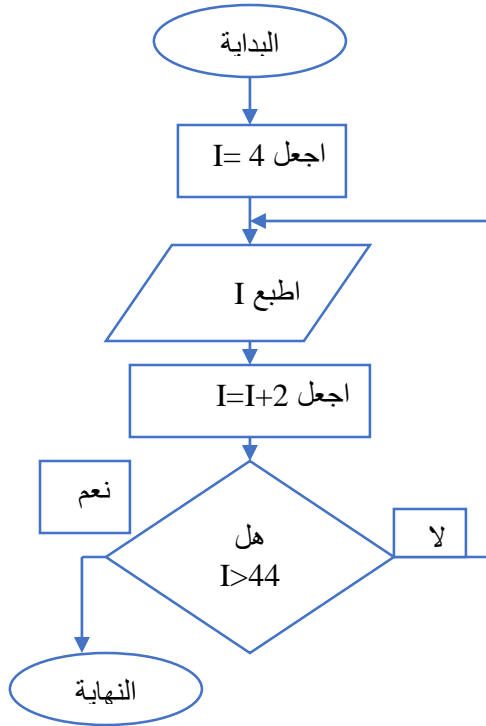 البداية
اجعل I= 4
اطبع I
اجعل I=I+2
نعم
هل
I>44
لا
النهاية